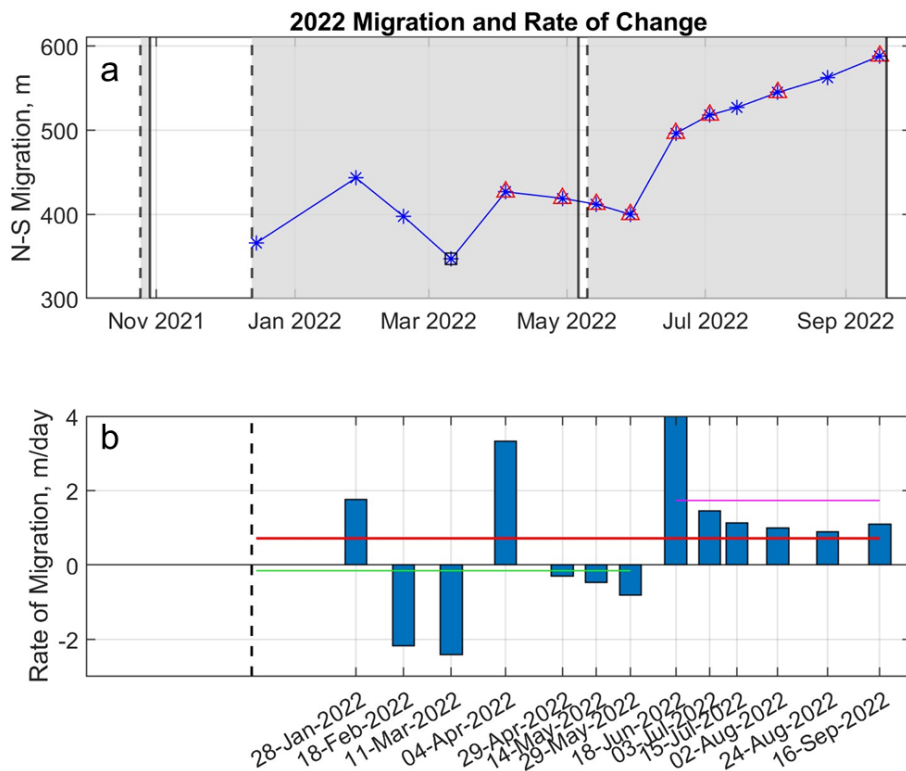 2022 Migration and Rate of Change
a
N-S Migration, m
600
500
400
300
Nov 2021
Jan 2022
Mar 2022
May 2022
Jul 2022
Sep 2022
b
Rate of Migration, m/day
4
2
0
-2
28-Jan-2022
18-Feb-2022
11-Mar-2022
04-Apr-2022
29-Apr-2022
14-May-2022
29-May-2022
18-Jun-2022
03-Jul-2022
15-Jul-2022
02-Aug-2022
24-Aug-2022
16-Sep-2022